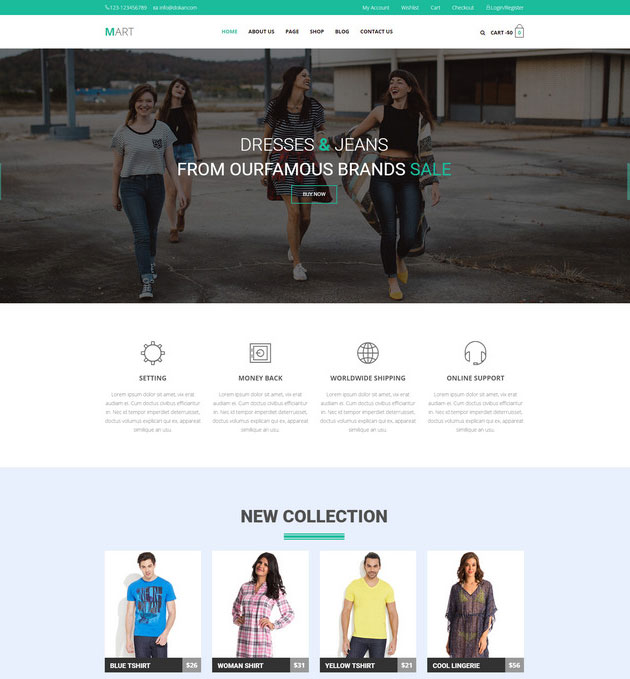 123-123456789 info@dokan.com My Account Wishlist Cart Checkout Login/Register
MART HOME ABOUT US PAGE SHOP BLOG CONTACT US CART -$0 0
DRESSES & JEANS
FROM OURFAMOUS BRANDS SALE
BUY NOW
SETTING MONEY BACK WORLDWIDE SHIPPING ONLINE SUPPORT
Lorem ipsum dolor sit amet, vix erat Lorem ipsum dolor sit amet, vix erat Lorem ipsum dolor sit amet, vix erat Lorem ipsum dolor sit amet, vix erat
audiam ei. Cum dictas occulis efficiantur audiam ei. Cum dictas occulis efficiantur audiam ei. Cum dictas occulis efficiantur audiam ei. Cum dictas occulis efficiantur
in. Nec id tempor imperdiet deterruisset, in. Nec id tempor imperdiet deterruisset, in. Nec id tempor imperdiet deterruisset, in. Nec id tempor imperdiet deterruisset,
doctus volumus explicari qui ex, appareat doctus volumus explicari qui ex, appareat doctus volumus explicari qui ex, appareat doctus volumus explicari qui ex, appareat
similique an usu. similique an usu. similique an usu. similique an usu.
NEW COLLECTION
BLUE TSHIRT $26 WOMAN SHIRT $31 YELLOW TSHIRT $21 COOL LINGERIE $56